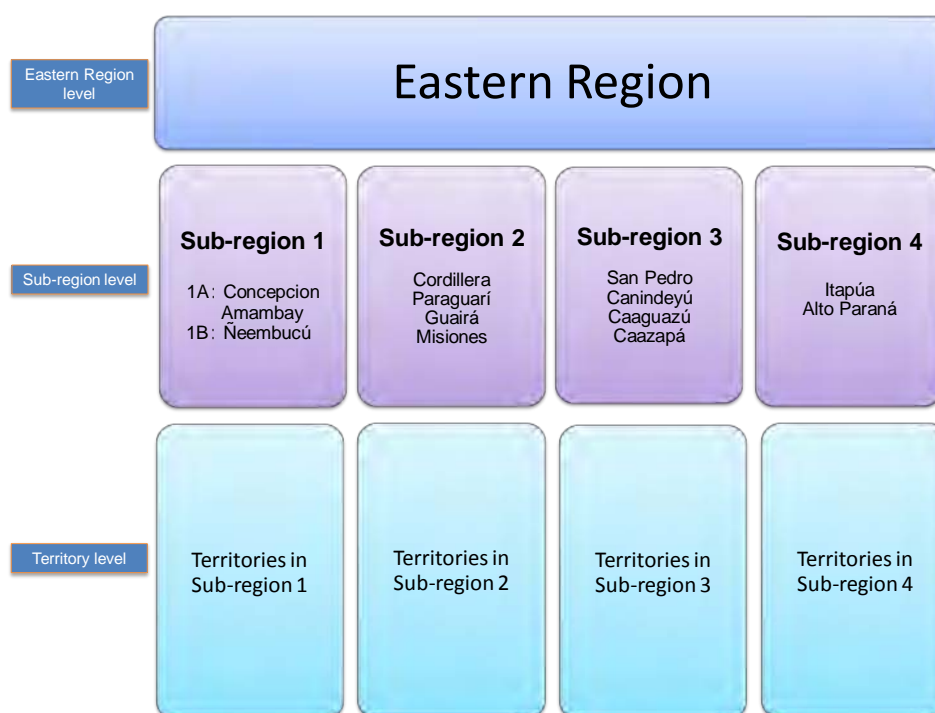 Eastern Region
level
Eastern Region
Sub-region level
Sub-region 1
1A: Concepcion
Amambay
1B: Ñeembucú
Sub-region 2
Cordillera
Paraguarí
Guairá
Misiones
Sub-region 3
San Pedro
Canindeyú
Caaguazú
Caazapá
Sub-region 4
Itapúa
Alto Paraná
Territory level
Territories in
Sub-region 1
Territories in
Sub-region 2
Territories in
Sub-region 3
Territories in
Sub-region 4